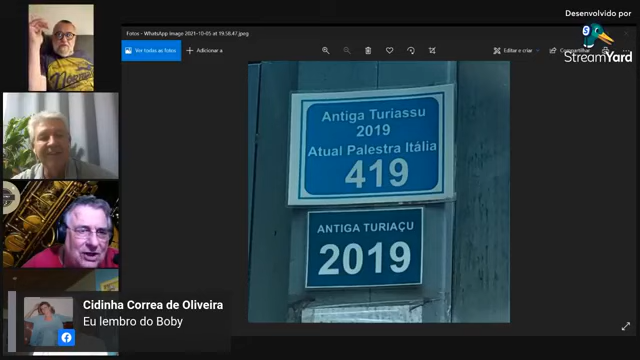 Desenvolvido por
StreamYard
Fotos - WhatsApp Image 2021-10-05 at 19.58.47.jpeg
Ver todas as fotos
Adicionar a
Editar e criar
Compartilhar
Antiga Turiassu
2019
Atual Palestra Itália
419
ANTIGA TURIAÇU
2019
Cidinha Correa de Oliveira
Eu lembro do Boby